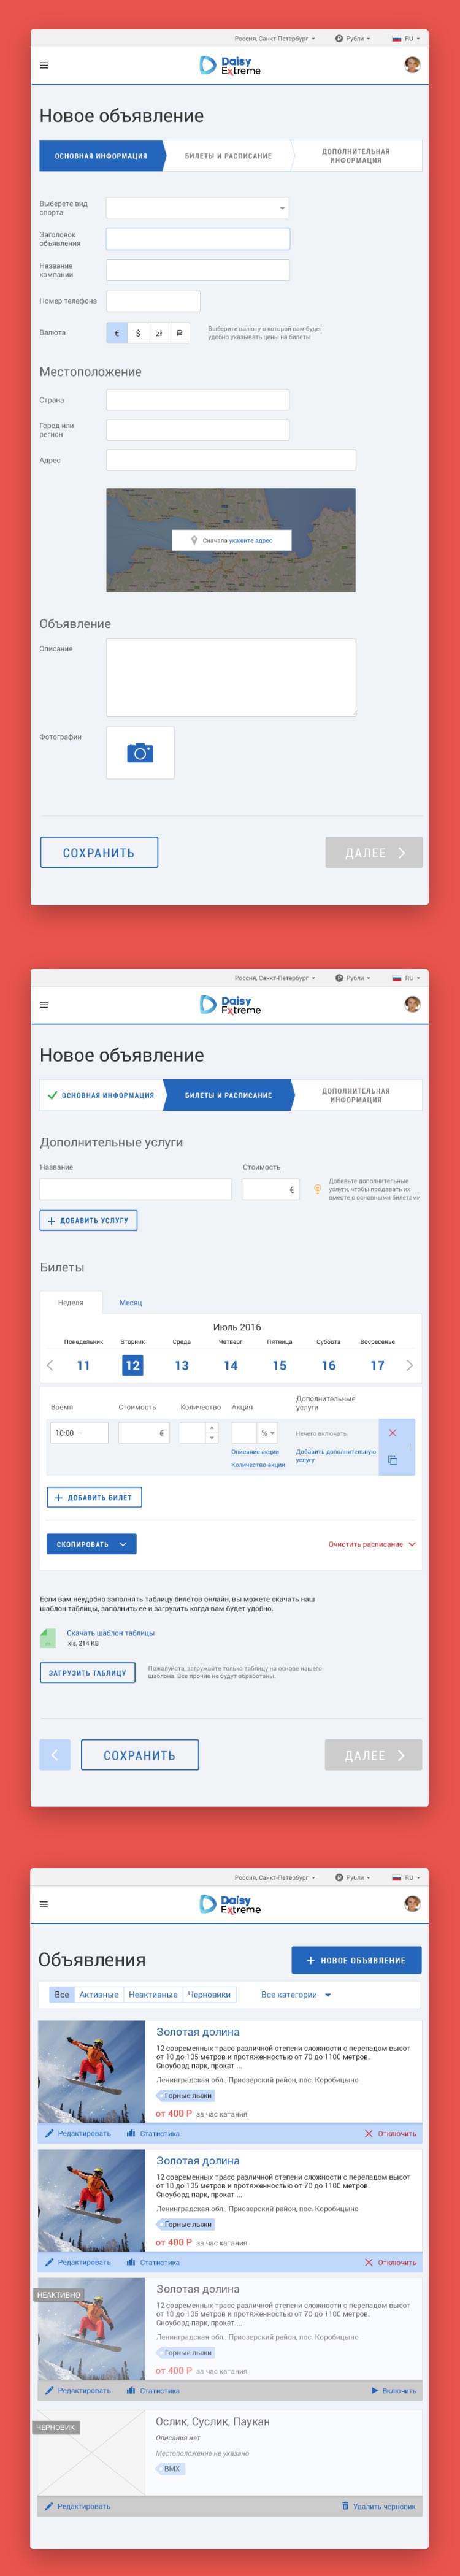 Россия, Санкт-Петербург
Рубли
RU
Daisy
Extreme
Новое объявление
ОСНОВНАЯ ИНФОРМАЦИЯ
БИЛЕТЫ И РАСПИСАНИЕ
ДОПОЛНИТЕЛЬНАЯ
ИНФОРМАЦИЯ
Выберете вид
спорта
Заголовок
объявления
Название
компании
Номер телефона
Валюта
€ $ zł ₽
Выберите валюту в которой вам будет
удобно указывать цены на билеты
Местоположение
Страна
Город или
регион
Адрес
Сначала укажите адрес
Объявление
Описание
Фотографии
СОХРАНИТЬ
ДАЛЕЕ
Россия, Санкт-Петербург
Рубли
RU
Daisy
Extreme
Новое объявление
ОСНОВНАЯ ИНФОРМАЦИЯ
БИЛЕТЫ И РАСПИСАНИЕ
ДОПОЛНИТЕЛЬНАЯ
ИНФОРМАЦИЯ
Дополнительные услуги
Название
Стоимость
€
Добавьте дополнительные
услуги, чтобы продавать их
вместе с основными билетами
+ ДОБАВИТЬ УСЛУГУ
Билеты
Неделя
Месяц
Июль 2016
Понедельник Вторник Среда Четверг Пятница Суббота Воскресенье
11 12 13 14 15 16 17
Время
Стоимость
Количество
Акция
Дополнительные
услуги
10:00
€
%
Нечего включать.
Описание акции
Количество акции
Добавить дополнительную
услугу.
+ ДОБАВИТЬ БИЛЕТ
СКОПИРОВАТЬ
Очистить расписание
Если вам неудобно заполнять таблицу билетов онлайн, вы можете скачать наш
шаблон таблицы, заполнить ее и загрузить когда вам будет удобно.
Скачать шаблон таблицы
xls, 214 KB
ЗАГРУЗИТЬ ТАБЛИЦУ
Пожалуйста, загружайте только таблицу на основе нашего
шаблона. Все прочие не будут обработаны.
СОХРАНИТЬ
ДАЛЕЕ
Россия, Санкт-Петербург
Рубли
RU
Daisy
Extreme
Объявления
+ НОВОЕ ОБЪЯВЛЕНИЕ
Все
Активные
Неактивные
Черновики
Все категории
Золотая долина
12 современных трасс различной степени сложности с перепадом высот
от 10 до 105 метров и протяженностью от 70 до 1100 метров.
Сноуборд-парк, прокат ...
Ленинградская обл., Приозерский район, пос. Коробицыно
Горные лыжи
от 400 Р за час катания
Редактировать
Статистика
Отключить
Золотая долина
12 современных трасс различной степени сложности с перепадом высот
от 10 до 105 метров и протяженностью от 70 до 1100 метров.
Сноуборд-парк, прокат ...
Ленинградская обл., Приозерский район, пос. Коробицыно
Горные лыжи
от 400 Р за час катания
Редактировать
Статистика
Отключить
НЕАКТИВНО
Золотая долина
12 современных трасс различной степени сложности с перепадом высот
от 10 до 105 метров и протяженностью от 70 до 1100 метров.
Сноуборд-парк, прокат ...
Ленинградская обл., Приозерский район, пос. Коробицыно
Горные лыжи
от 400 Р за час катания
Редактировать
Статистика
Включить
ЧЕРНОВИК
Ослик, Суслик, Паукан
Описания нет
Местоположение не указано
BMX
Редактировать
Удалить черновик